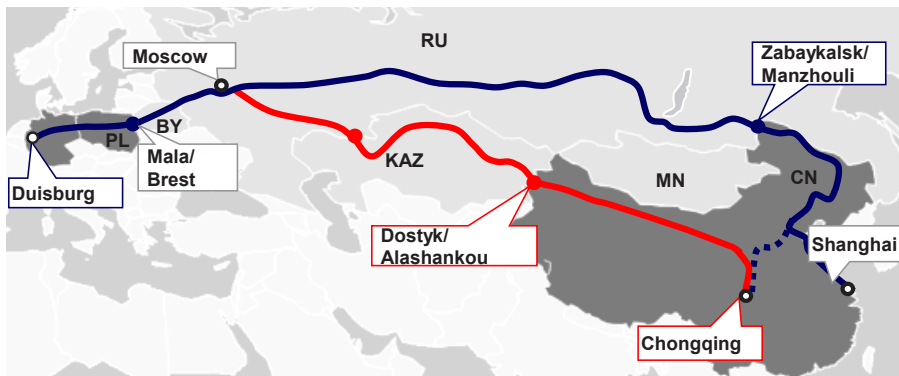 RU
Zabaykalsk/
Manzhouli
Moscow
BY
PL
Mala/
Brest
Duisburg
KAZ
MN
CN
Dostyk/
Alashankou
Shanghai
Chongqing